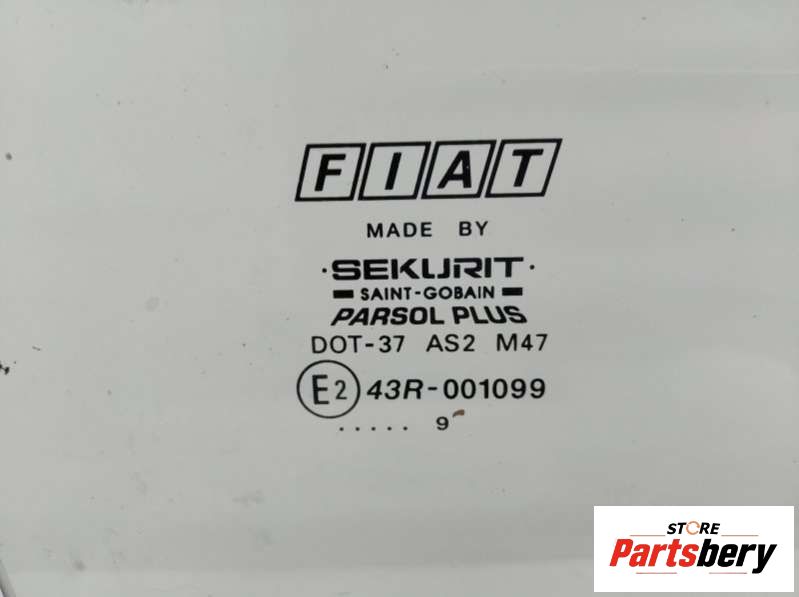 FIAT
MADE BY
·SEKURIT·
SAINT-GOBAIN
PARSOL PLUS
DOT-37 AS2 M47
E2 43R-001099
..... 9
STORE
Partsbery